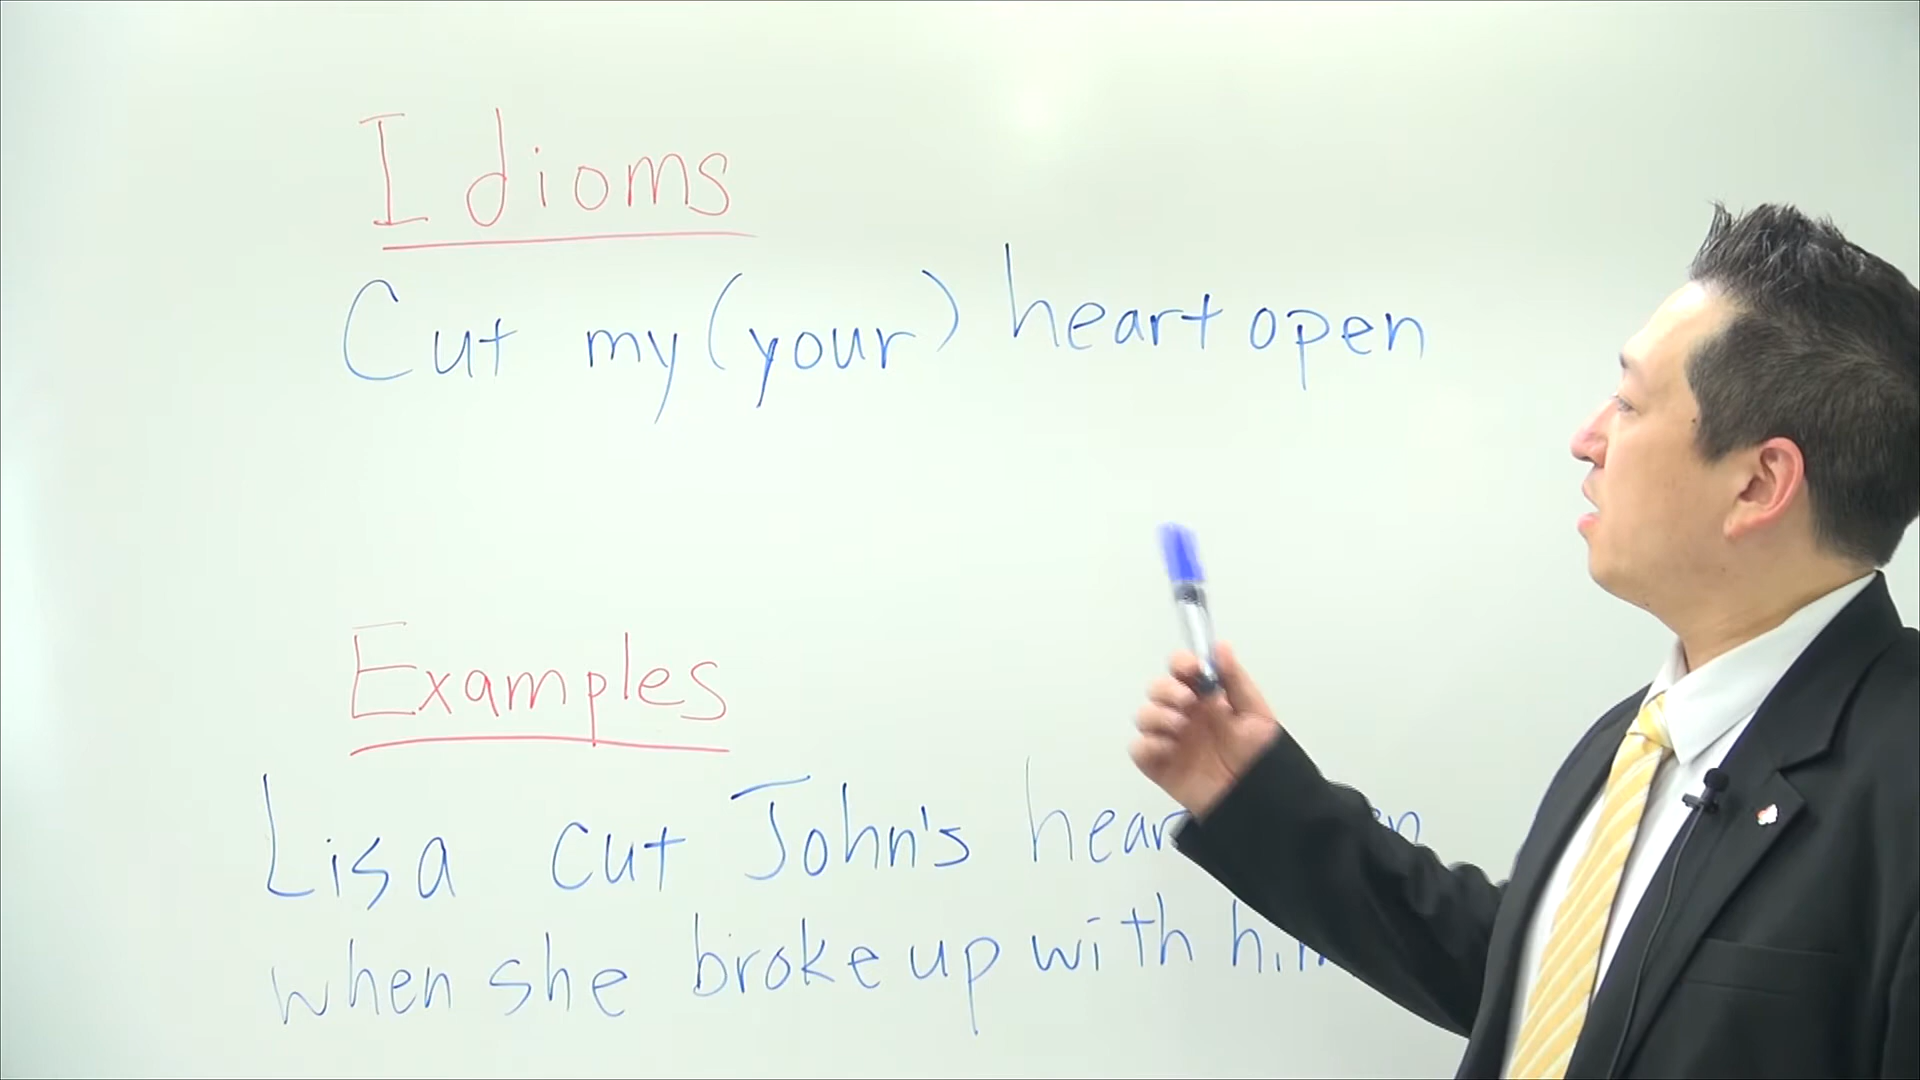 Idioms
Cut my (your) heart open
Examples
Lisa cut John's
when she broke up with